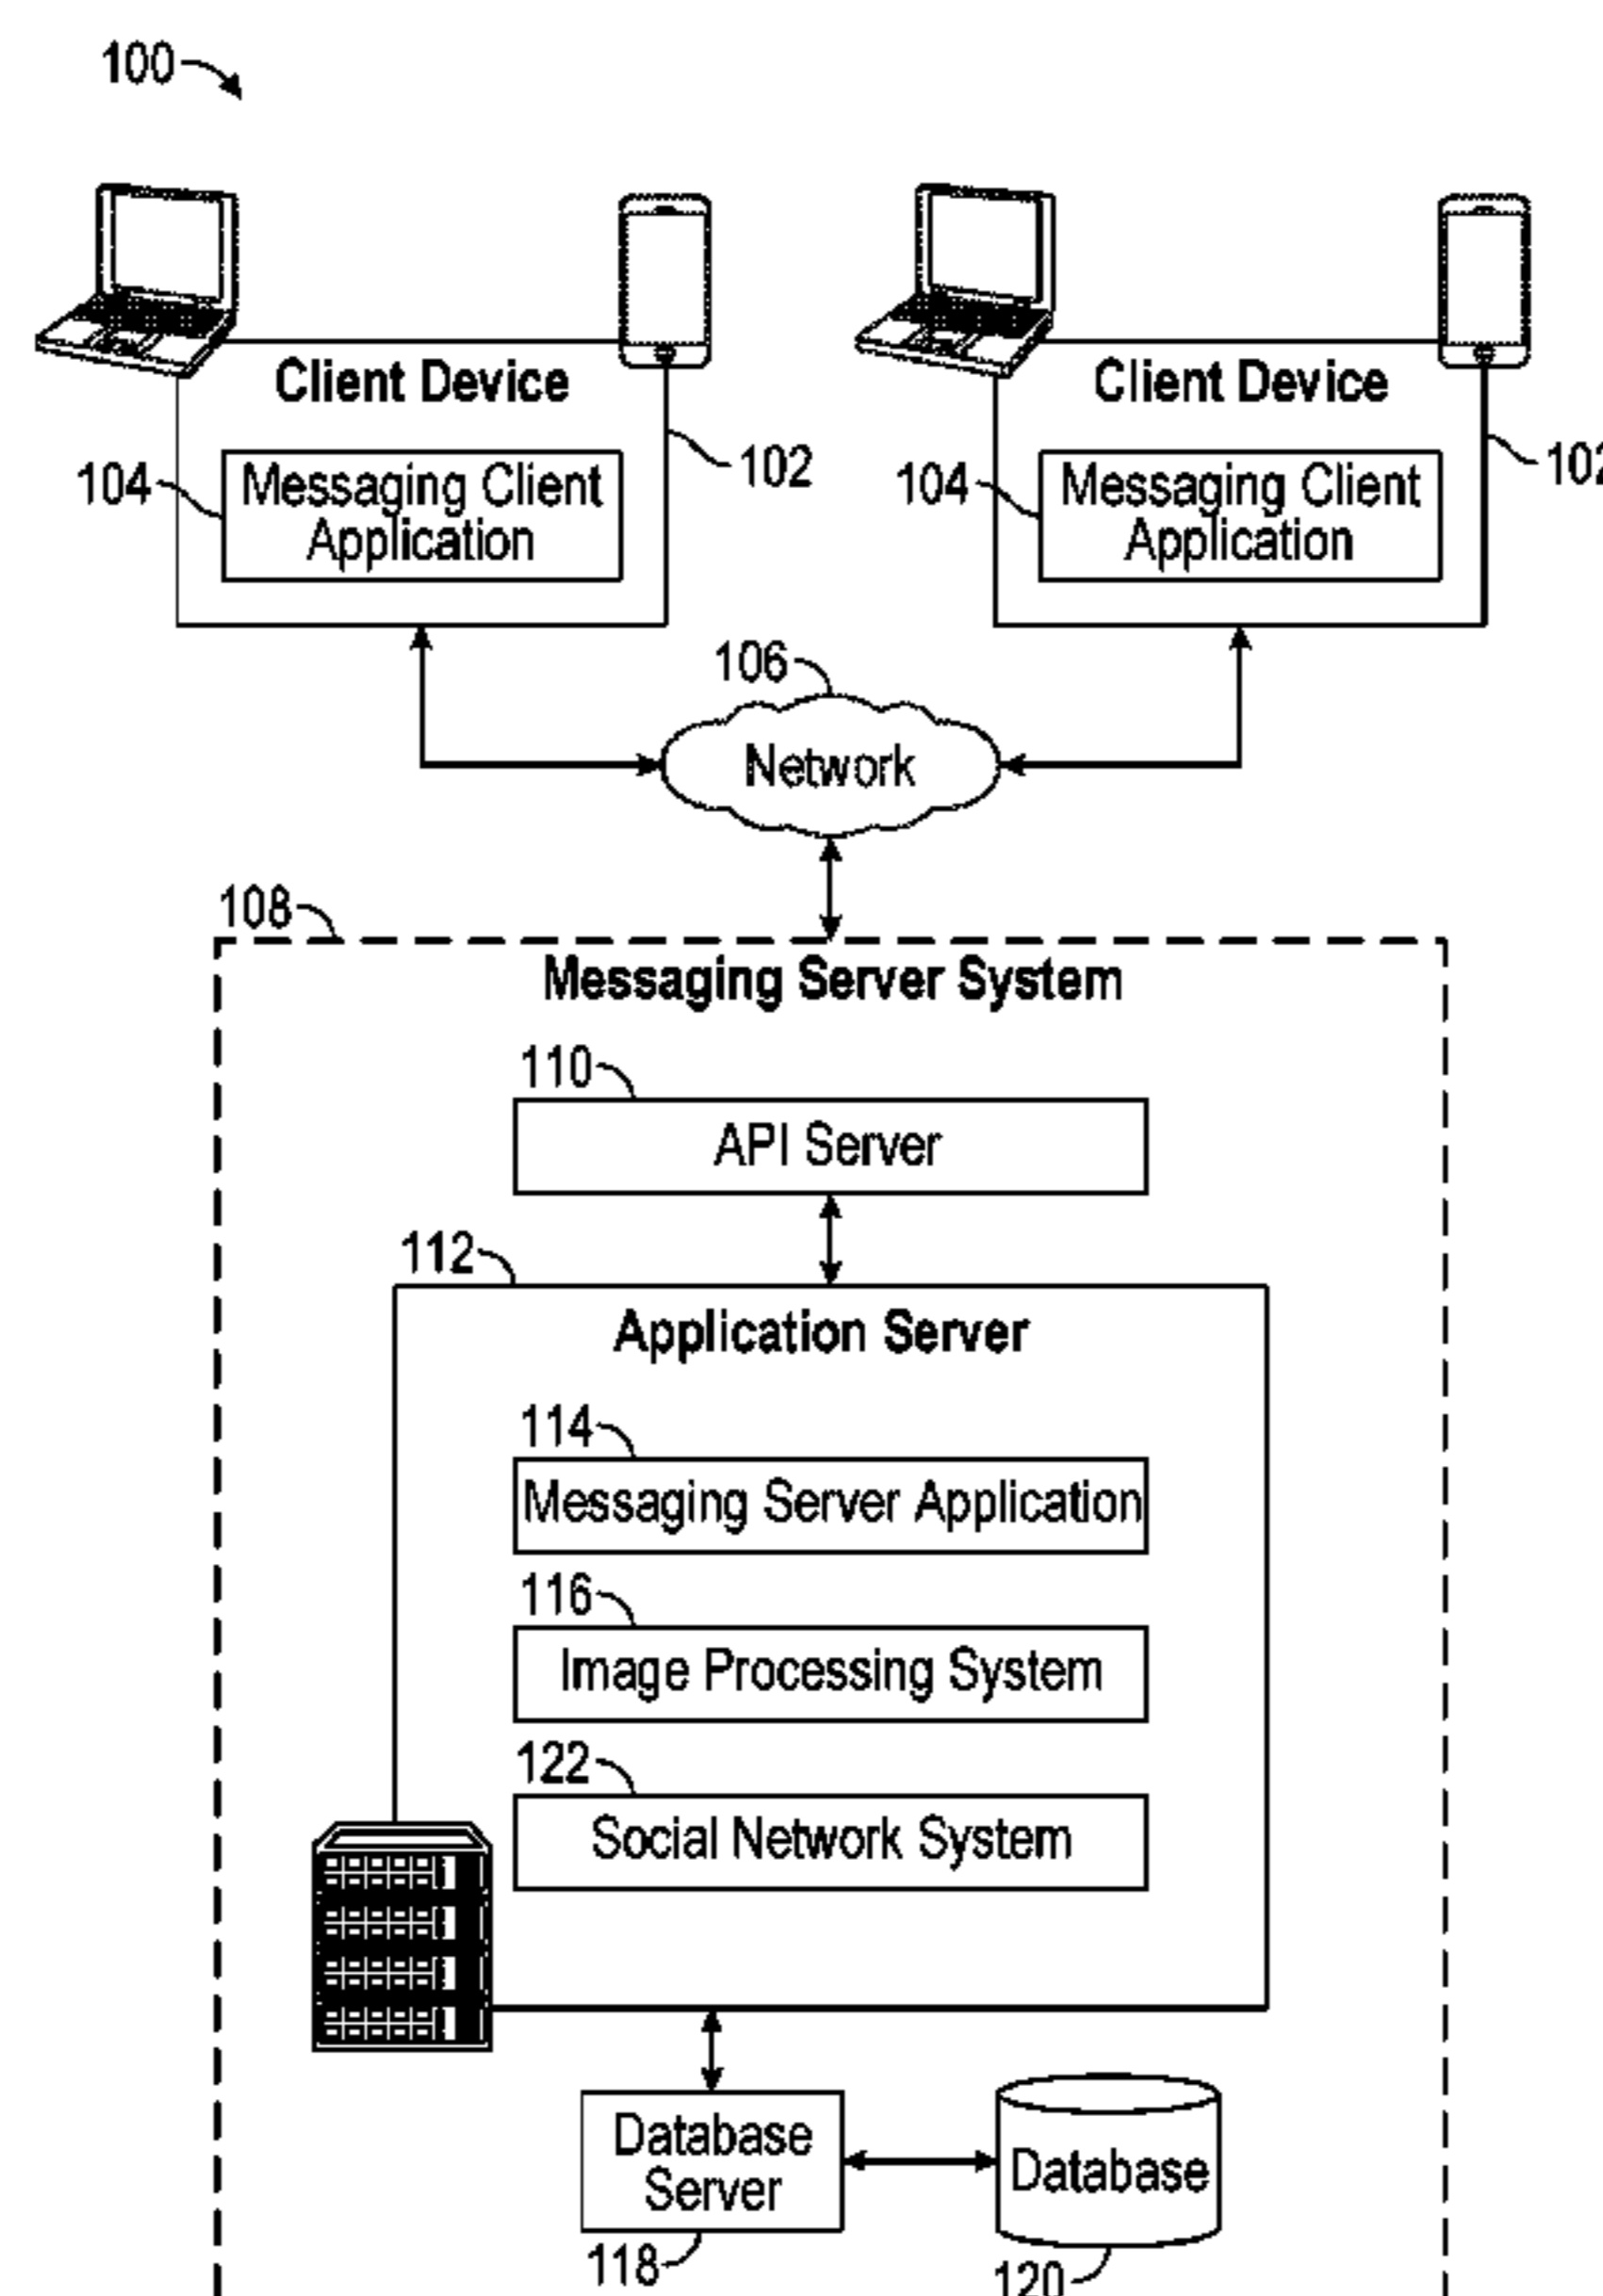 100
Client Device
Client Device
102
104
Messaging Client
Application
104
Messaging Client
Application
106
Network
108
Messaging Server System
110
API Server
112
Application Server
114
Messaging Server Application
116
Image Processing System
122
Social Network System
Database
Server
Database
118
120